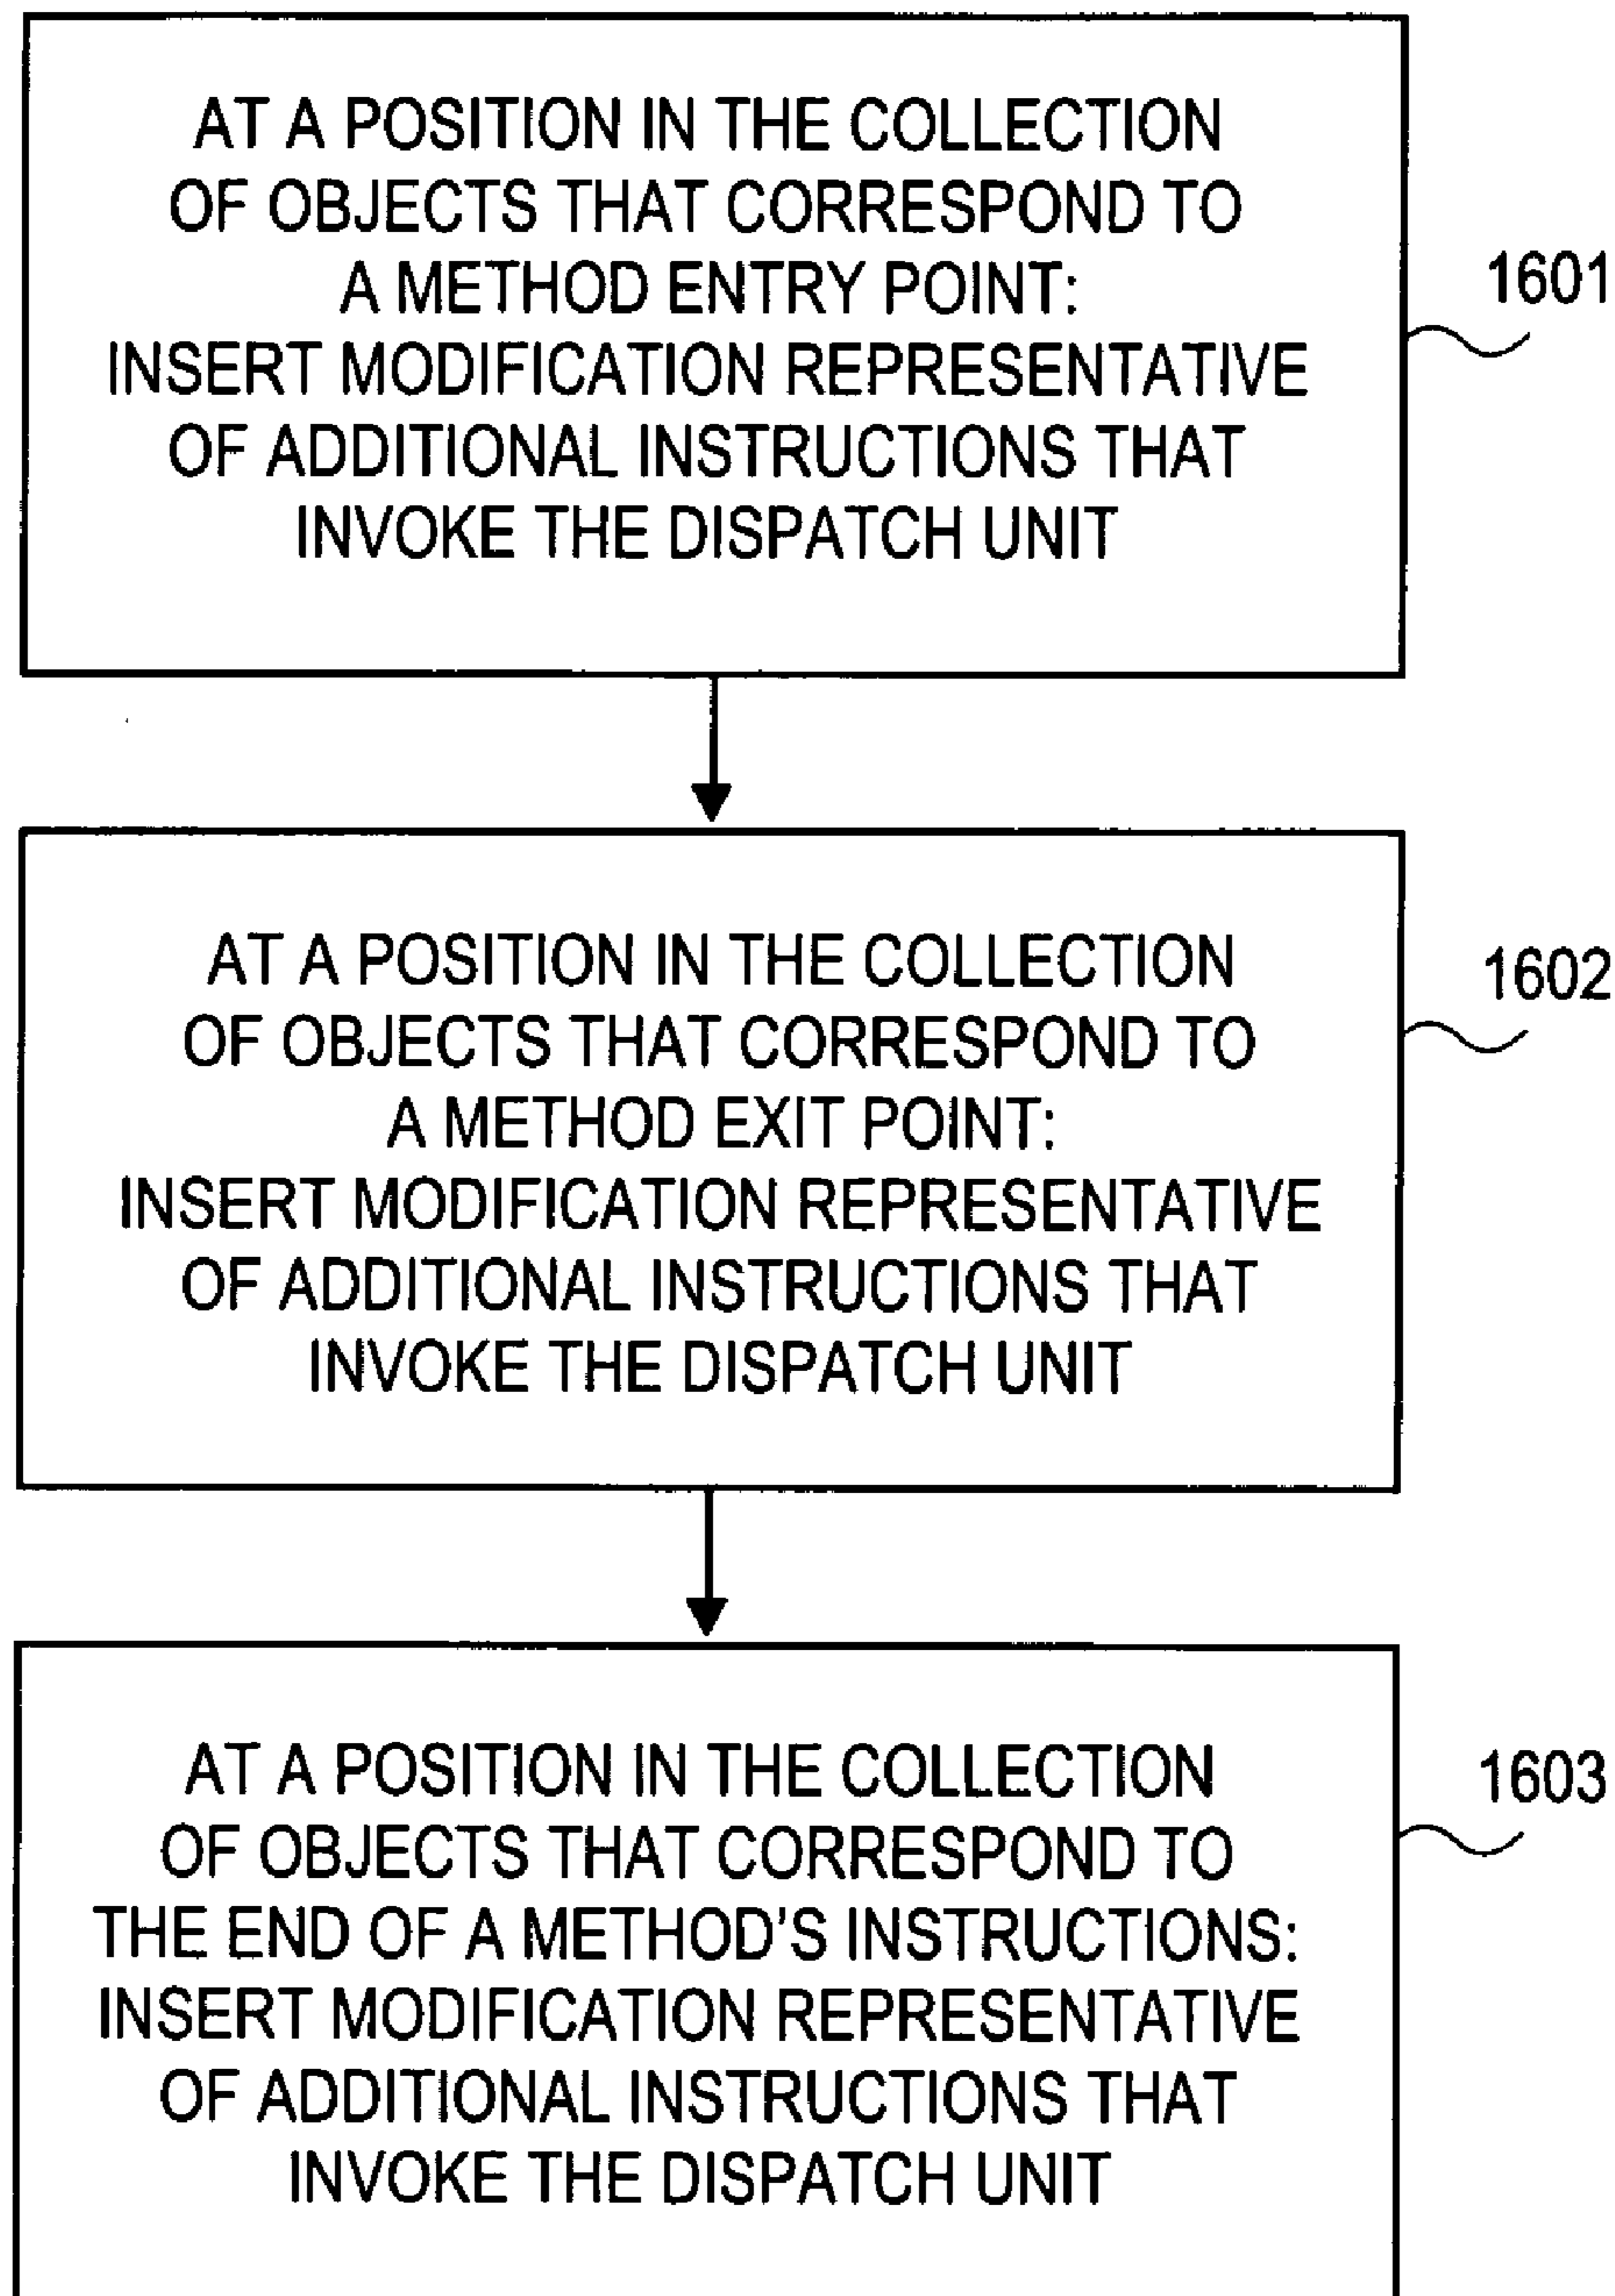 AT A POSITION IN THE COLLECTION
OF OBJECTS THAT CORRESPOND TO
A METHOD ENTRY POINT:
INSERT MODIFICATION REPRESENTATIVE
OF ADDITIONAL INSTRUCTIONS THAT
INVOKE THE DISPATCH UNIT
1601
AT A POSITION IN THE COLLECTION
OF OBJECTS THAT CORRESPOND TO
A METHOD EXIT POINT:
INSERT MODIFICATION REPRESENTATIVE
OF ADDITIONAL INSTRUCTIONS THAT
INVOKE THE DISPATCH UNIT
1602
AT A POSITION IN THE COLLECTION
OF OBJECTS THAT CORRESPOND TO
THE END OF A METHOD'S INSTRUCTIONS:
INSERT MODIFICATION REPRESENTATIVE
OF ADDITIONAL INSTRUCTIONS THAT
INVOKE THE DISPATCH UNIT
1603